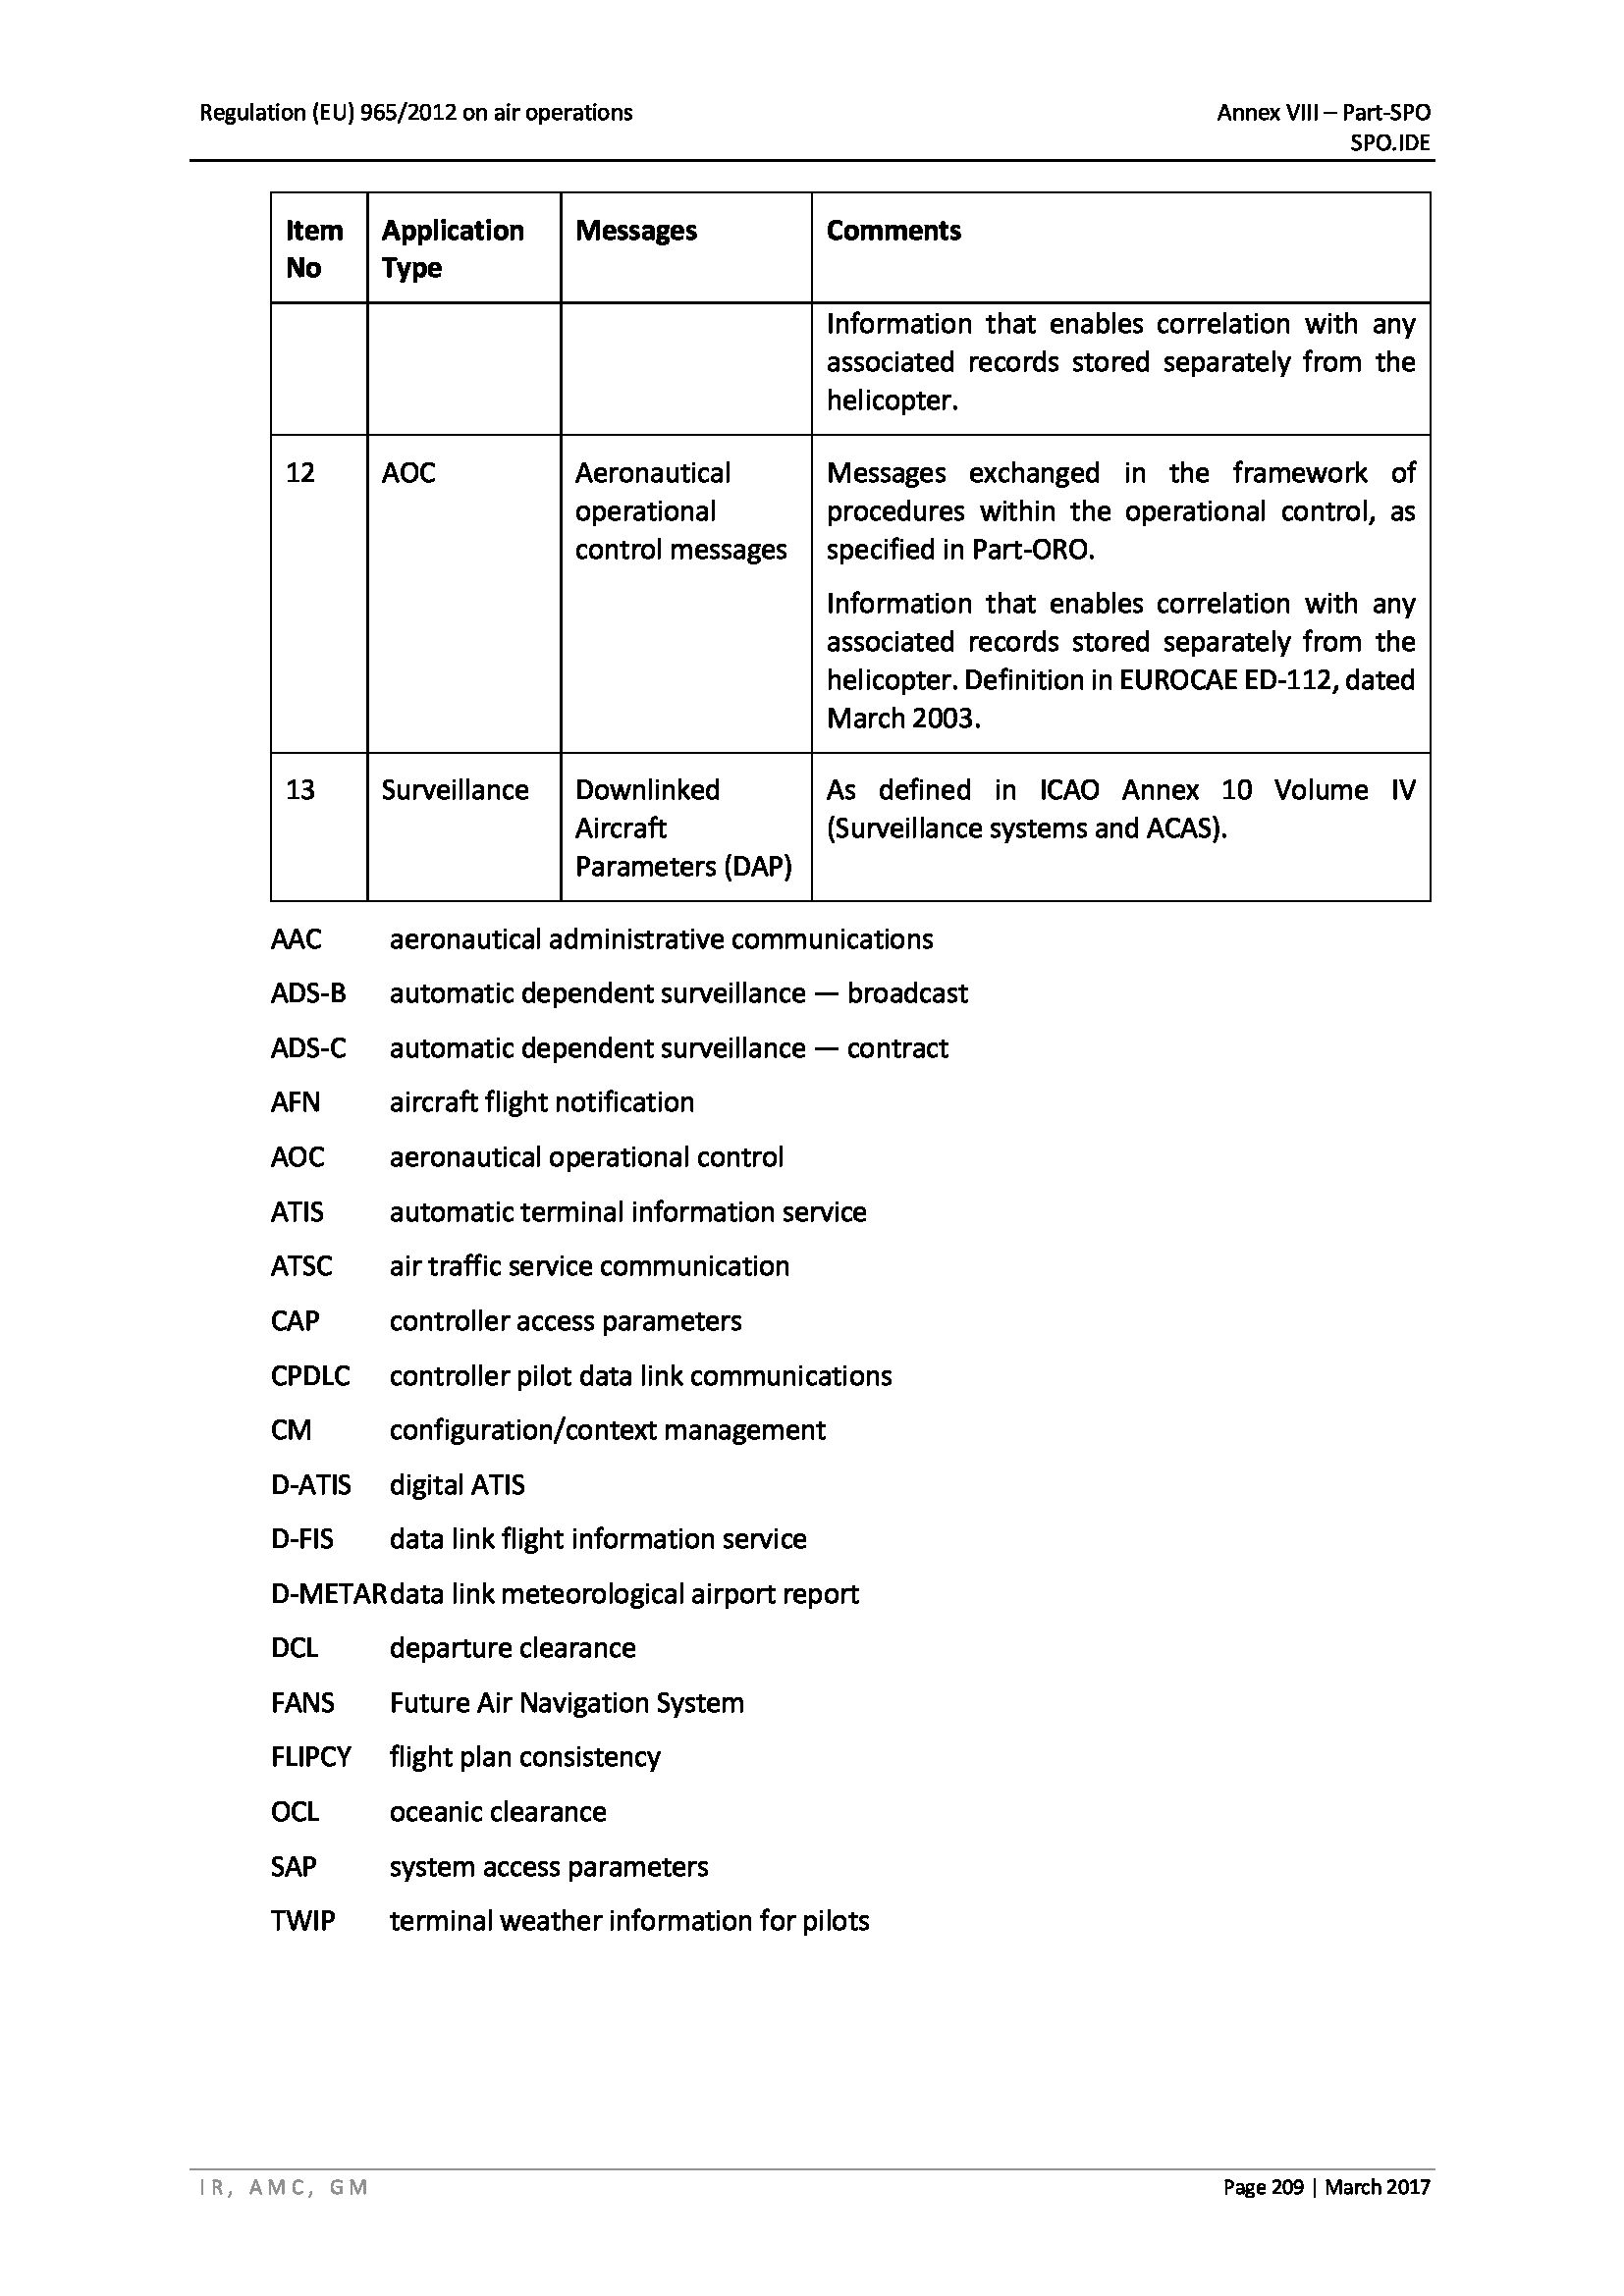 Regulation (EU) 965/2012 on air operations
Annex VIII – Part-SPO
SPO.IDE
Item No
Application Type
Messages
Comments
Information that enables correlation with any
associated records stored separately from the
helicopter.
12
AOC
Aeronautical
operational
control messages
Messages exchanged in the framework of
procedures within the operational control, as
specified in Part-ORO.
Information that enables correlation with any
associated records stored separately from the
helicopter. Definition in EUROCAE ED-112, dated
March 2003.
13
Surveillance
Downlinked
Aircraft
Parameters (DAP)
As defined in ICAO Annex 10 Volume IV
(Surveillance systems and ACAS).
AAC aeronautical administrative communications
ADS-B automatic dependent surveillance — broadcast
ADS-C automatic dependent surveillance — contract
AFN aircraft flight notification
AOC aeronautical operational control
ATIS automatic terminal information service
ATSC air traffic service communication
CAP controller access parameters
CPDLC controller pilot data link communications
CM configuration/context management
D-ATIS digital ATIS
D-FIS data link flight information service
D-METAR data link meteorological airport report
DCL departure clearance
FANS Future Air Navigation System
FLIPCY flight plan consistency
OCL oceanic clearance
SAP system access parameters
TWIP terminal weather information for pilots
IR, AMC, GM
Page 209 | March 2017